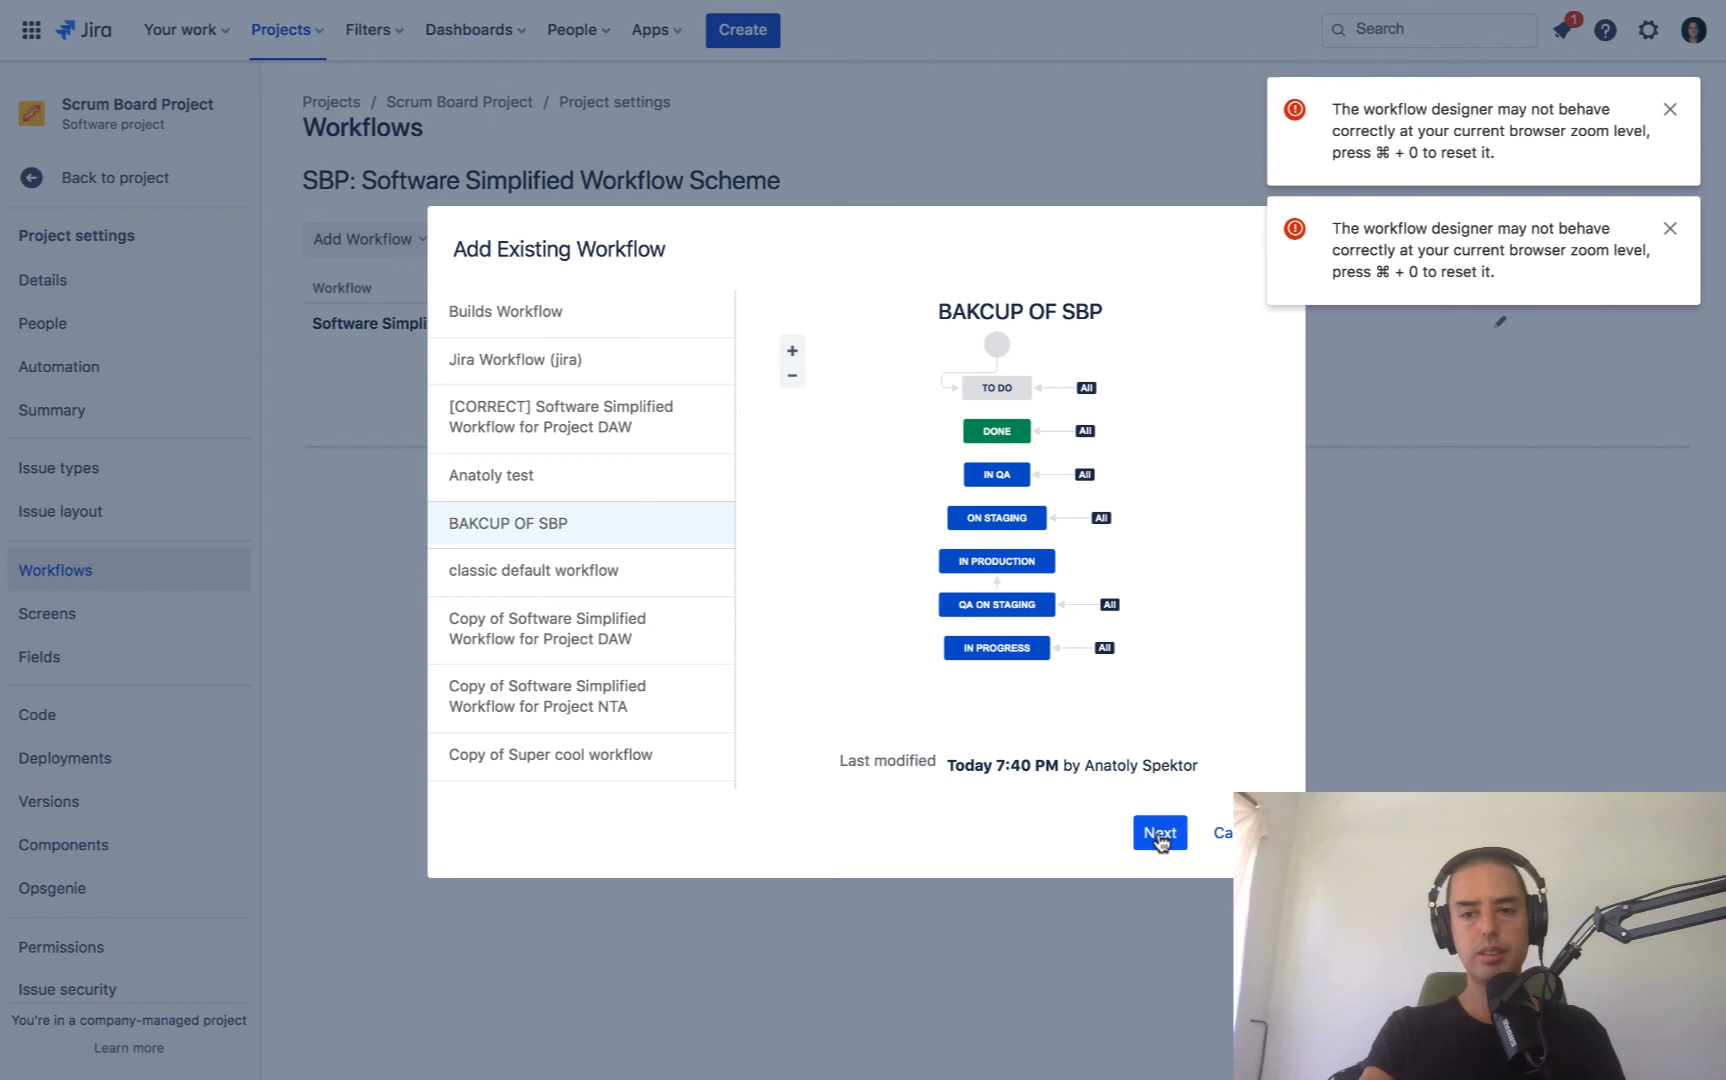 Jira
Your work
Projects
Filters
Dashboards
People
Apps
Create
Search
1
Scrum Board Project
Software project
Back to project
Project settings
Details
People
Automation
Summary
Issue types
Issue layout
Workflows
Screens
Fields
Code
Deployments
Versions
Components
Opsgenie
Permissions
Issue security
You're in a company-managed project
Learn more
Projects / Scrum Board Project / Project settings
Workflows
SBP: Software Simplified Workflow Scheme
Add Workflow
Workflow
Software Simpli
The workflow designer may not behave
correctly at your current browser zoom level,
press ⌘ + 0 to reset it.
The workflow designer may not behave
correctly at your current browser zoom level,
press ⌘ + 0 to reset it.
Add Existing Workflow
Builds Workflow
Jira Workflow (jira)
[CORRECT] Software Simplified
Workflow for Project DAW
Anatoly test
BAKCUP OF SBP
classic default workflow
Copy of Software Simplified
Workflow for Project DAW
Copy of Software Simplified
Workflow for Project NTA
Copy of Super cool workflow
+
−
BAKCUP OF SBP
TO DO All
DONE All
IN QA All
ON STAGING All
IN PRODUCTION
QA ON STAGING All
IN PROGRESS All
Last modified Today 7:40 PM by Anatoly Spektor
Next
Ca